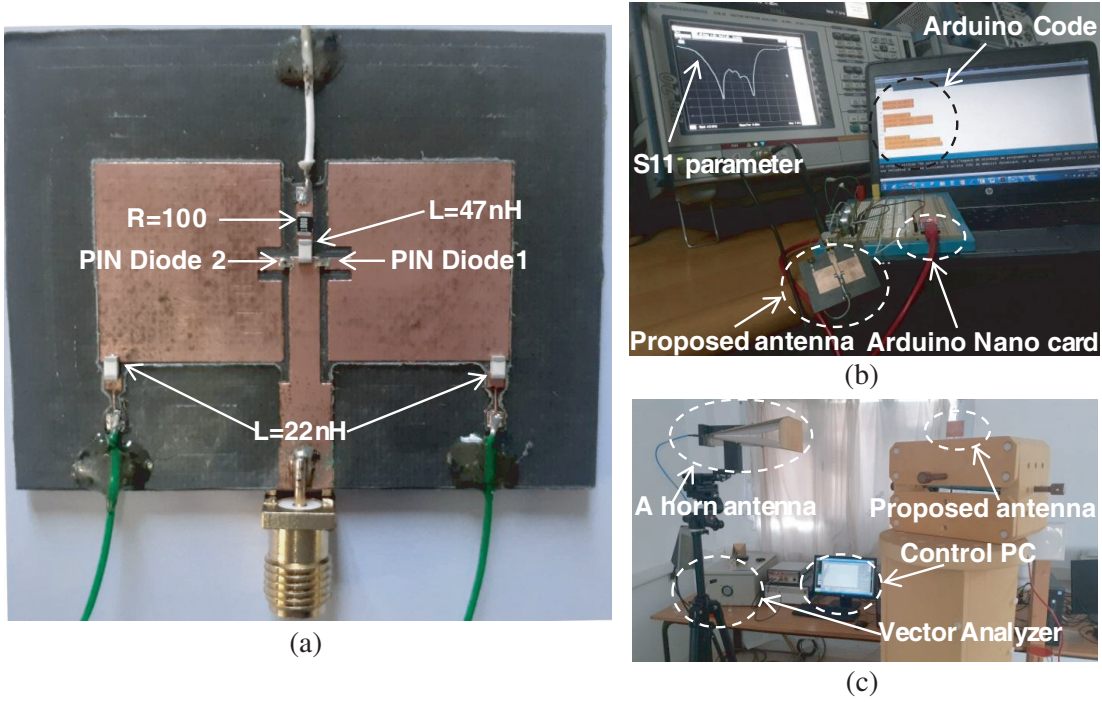 R=100
L=47nH
PIN Diode 2
PIN Diode1
L=22nH
(a)
Arduino Code
S11 parameter
Proposed antenna
Arduino Nano card
(b)
A horn antenna
Proposed antenna
Control PC
Vector Analyzer
(c)